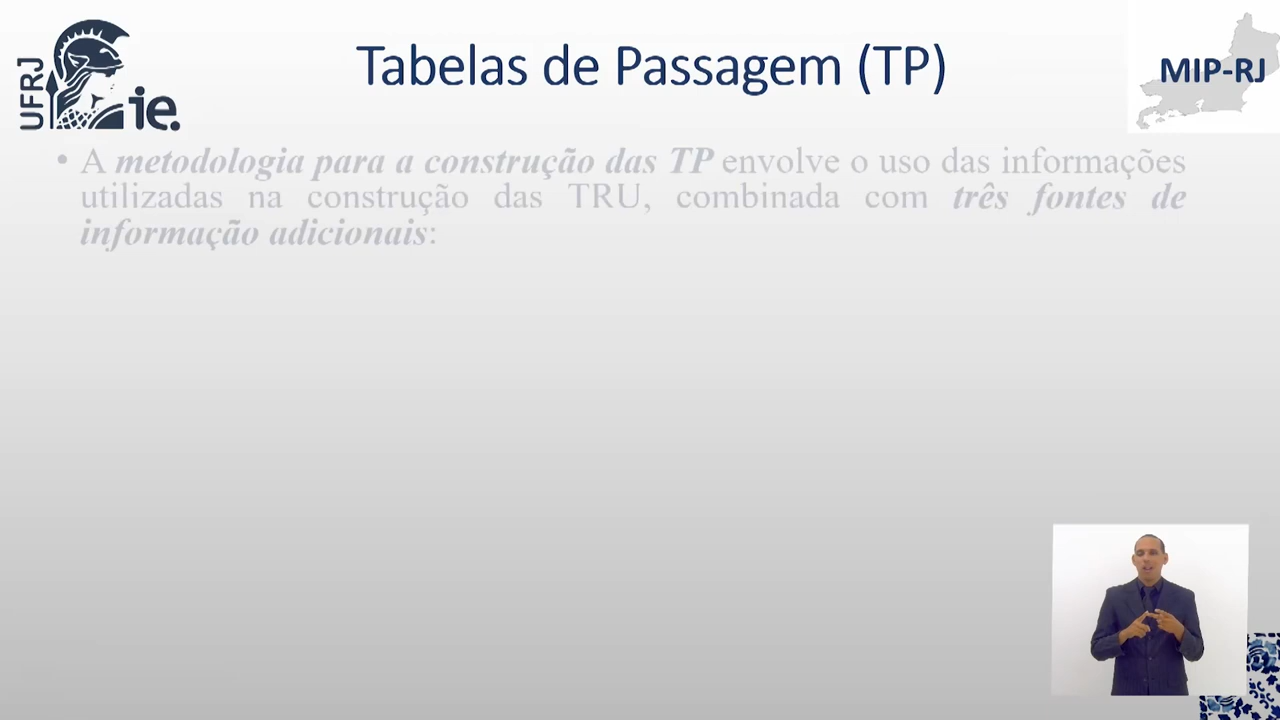 UFRJ
ie.
Tabelas de Passagem (TP)
MIP-RJ
• A metodologia para a construção das TP envolve o uso das informações
utilizadas na construção das TRU, combinada com três fontes de
informação adicionais: